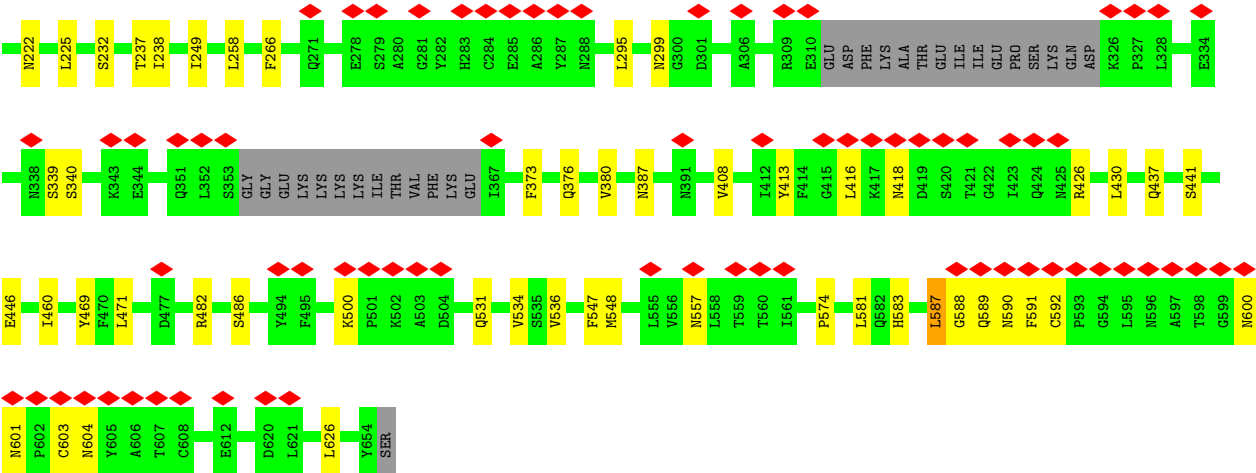 N222 L225 S232 T237 I238 I249 L258 F266 Q271 E278 S279 A280 G281 Y282 H283 C284 E285 A286 Y287 N288 L295 N299 G300 D301 A306 R309 E310 GLU ASP PHE LYS ALA THR GLU ILE ILE GLU PRO SER LYS GLN ASP K326 P327 L328 E334
N338 S339 S340 K343 E344 Q351 L352 S353 GLY GLY GLU LYS LYS LYS LYS ILE THR VAL PHE LYS GLU I367 F373 Q376 V380 N387 N391 V408 I412 Y413 F414 G415 L416 K417 N418 D419 S420 T421 G422 I423 Q424 N425 R426 L430 Q437 S441
E446 I460 Y469 F470 L471 D477 R482 S486 Y494 F495 K500 P501 K502 A503 D504 Q531 V534 S535 V536 F547 M548 L555 V556 N557 L558 T559 T560 I561 P574 L581 Q582 H583 L587 G588 Q589 N590 F591 C592 P593 G594 L595 N596 A597 T598 G599 N600
N601 P602 C603 N604 Y605 A606 T607 C608 E612 D620 L621 L626 Y654 SER